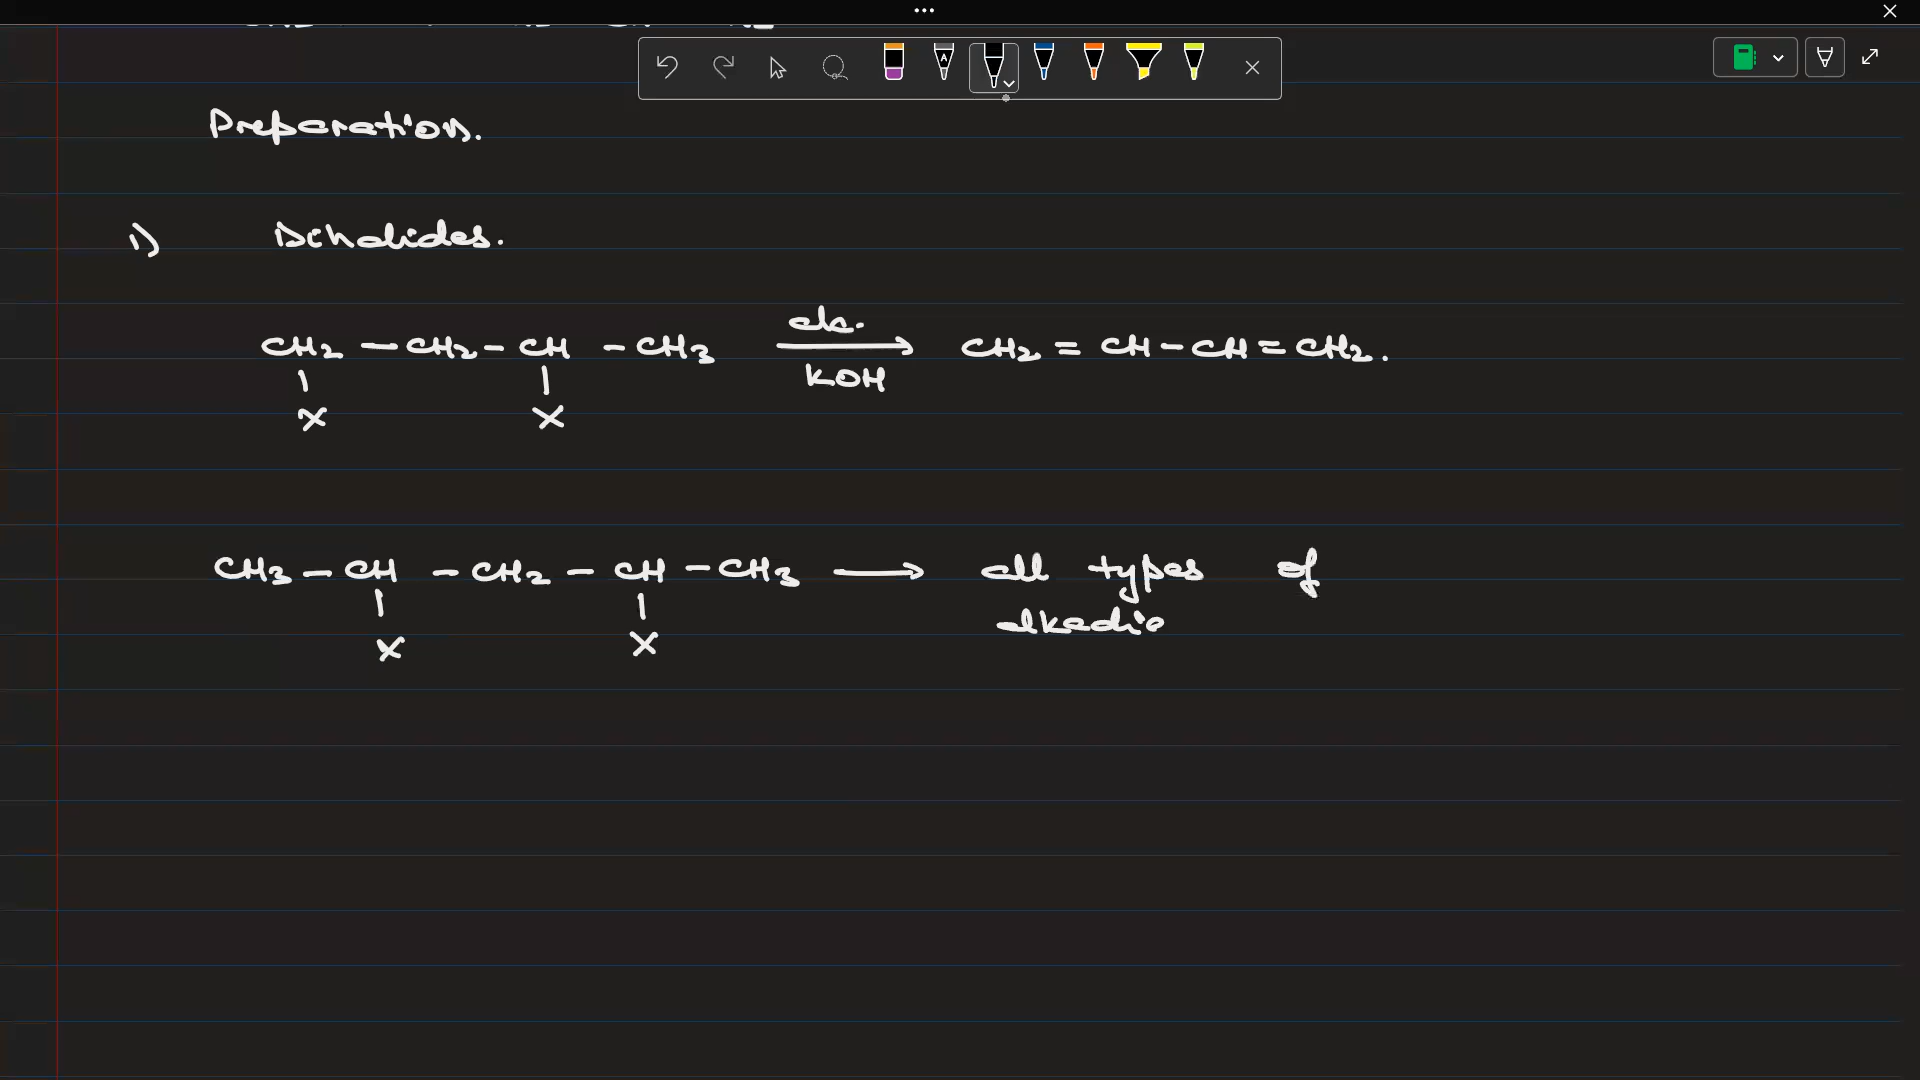 Preparation.
1) Dihalides.
CH2 — CH2 - CH - CH3 alc. KOH → CH2 = CH - CH = CH2.
| |
X X
CH3 - CH - CH2 - CH - CH3 → all types of
| | alkadie
X X